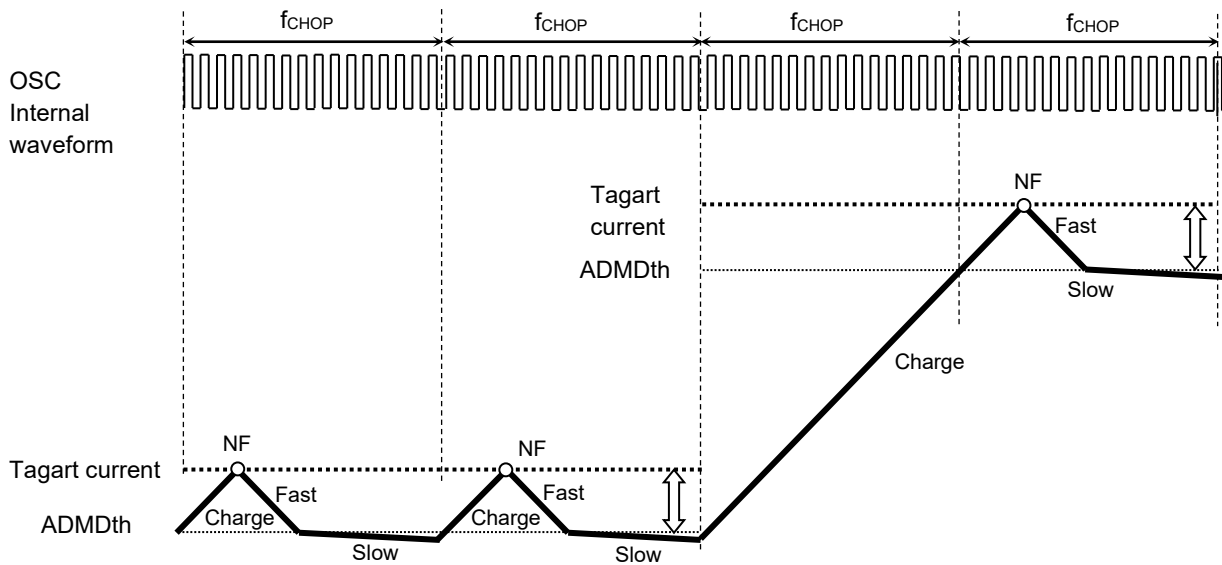 fCHOP
fCHOP
fCHOP
fCHOP
OSC
Internal
waveform
Tagart
current
NF
Fast
ADMDth
Slow
Charge
NF
NF
Tagart current
Fast
Fast
ADMDth
Charge
Charge
Slow
Slow